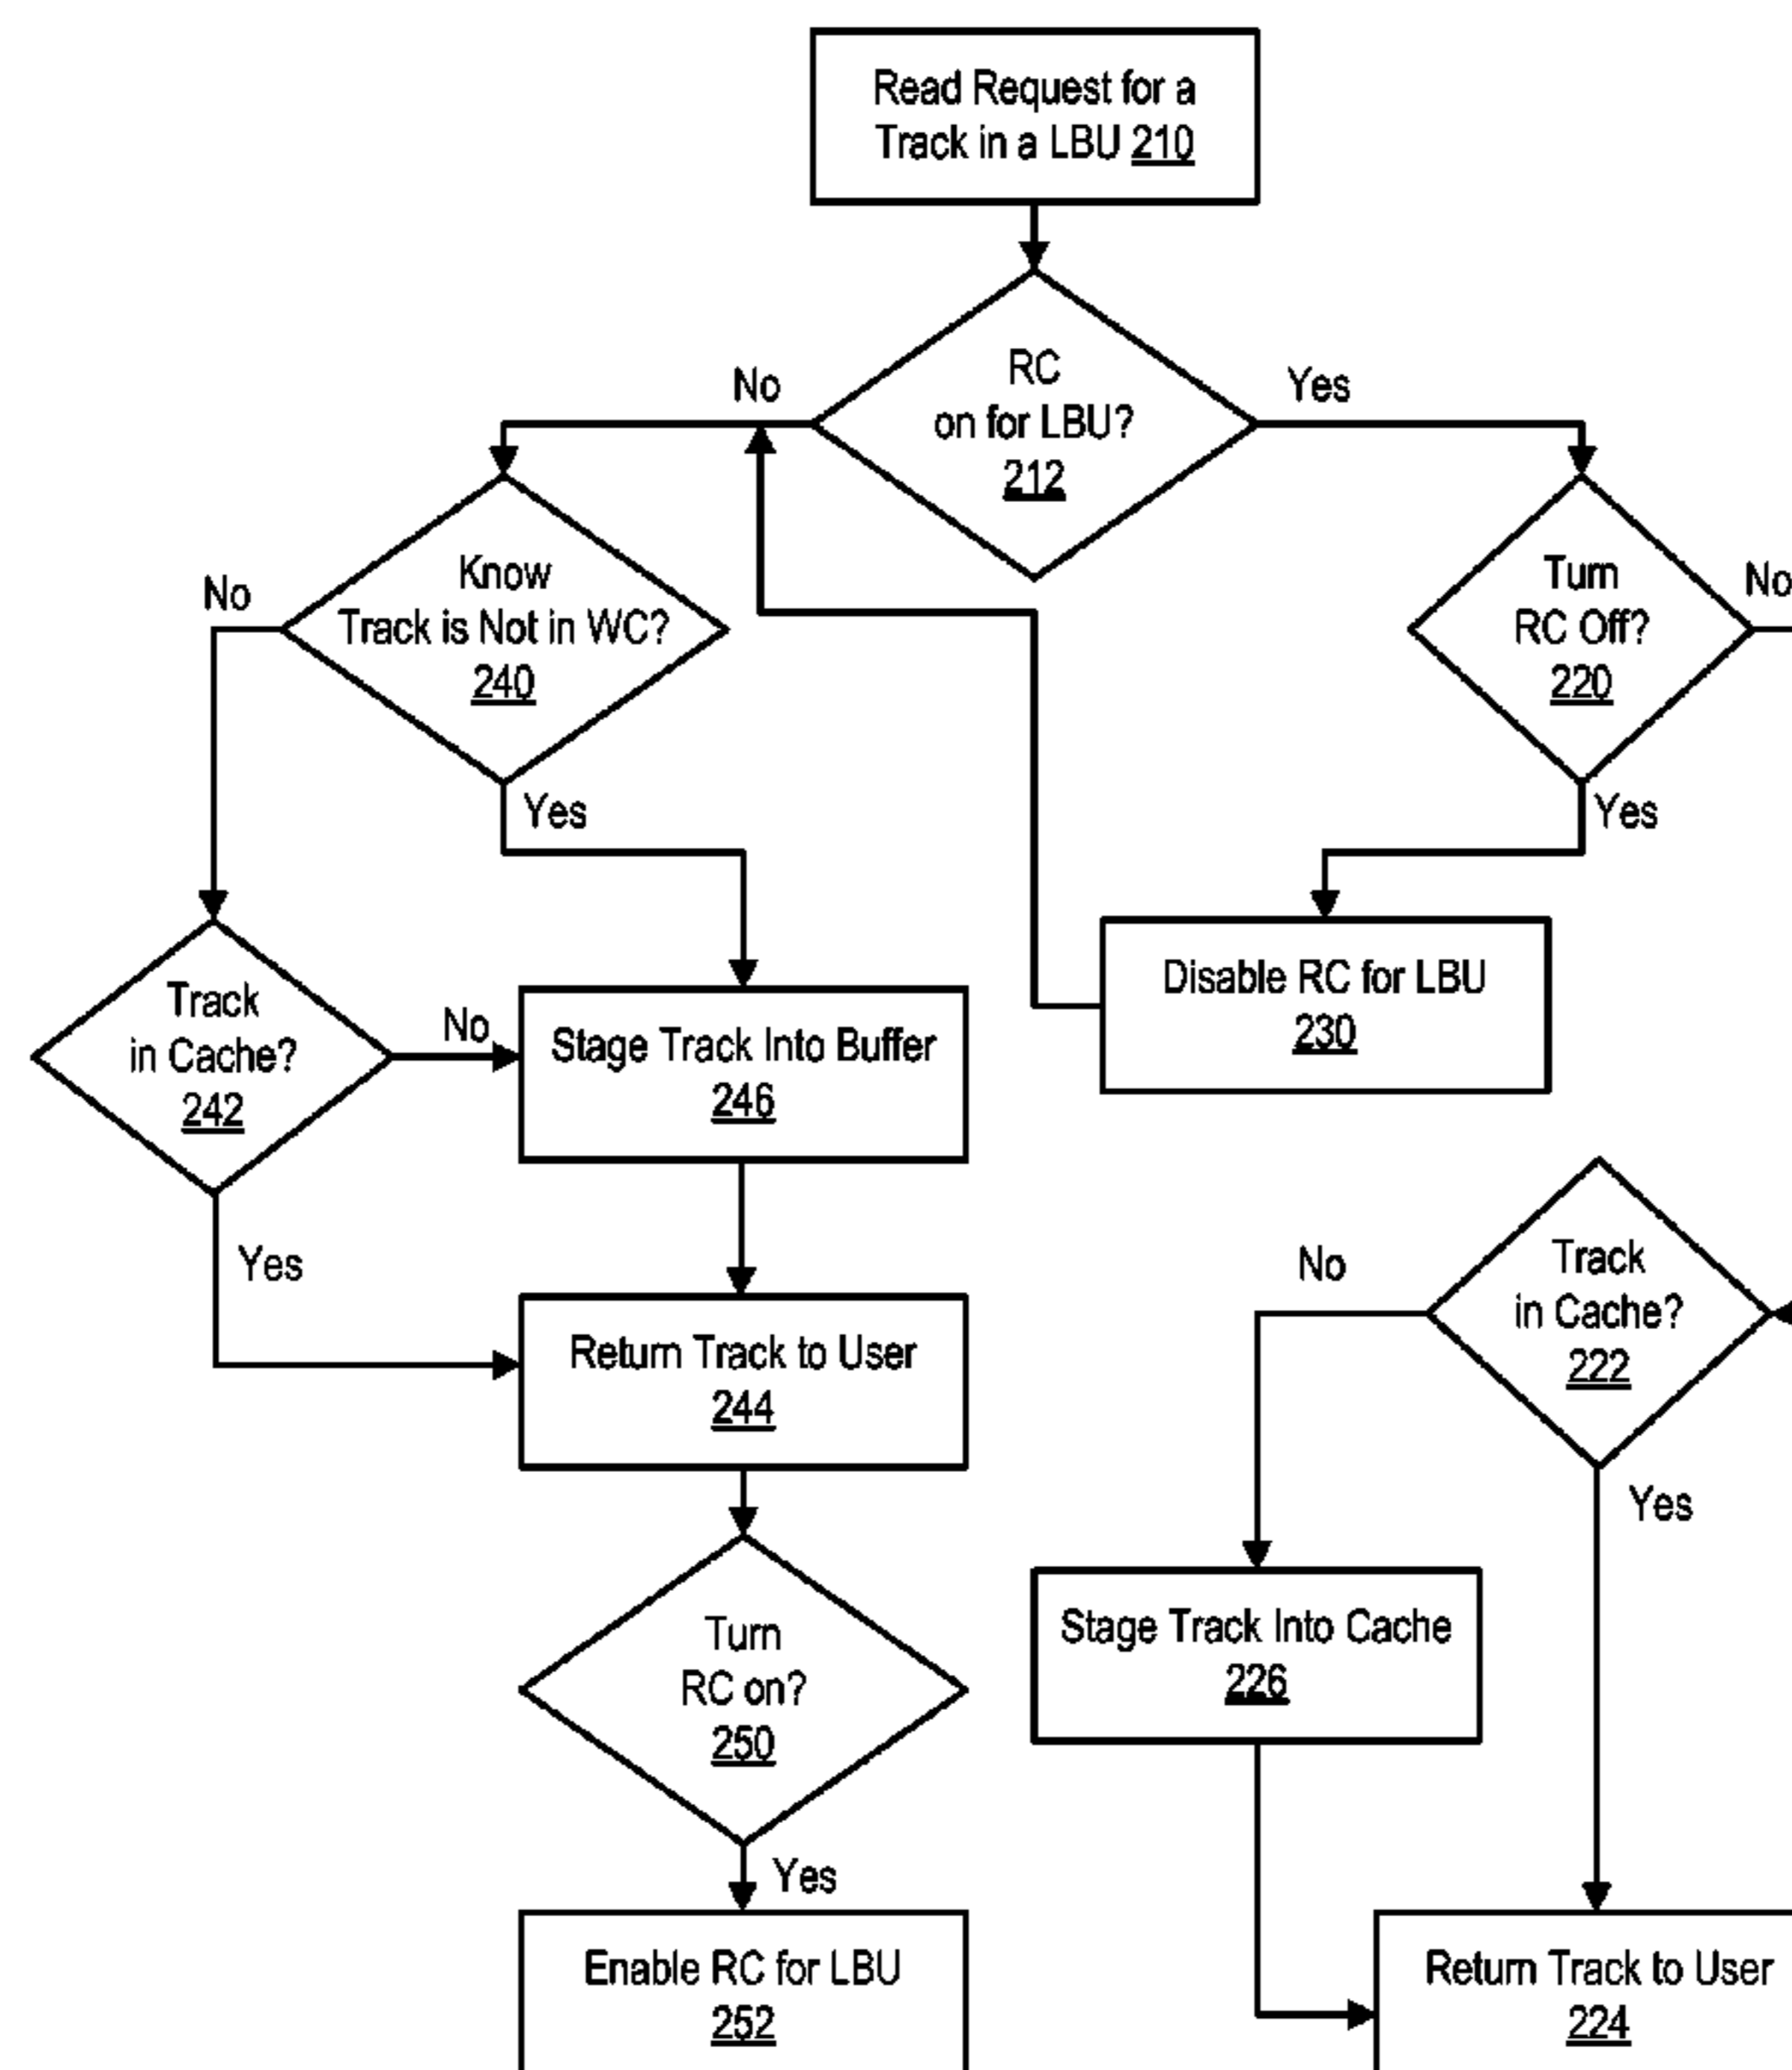 Read Request for a
Track in a LBU 210
RC
on for LBU?
212
No
Yes
Know
Track is Not in WC?
240
No
Yes
Turn
RC Off?
220
No
Yes
Disable RC for LBU
230
Track
in Cache?
242
No
Yes
Stage Track Into Buffer
246
Return Track to User
244
Turn
RC on?
250
Yes
Enable RC for LBU
252
Track
in Cache?
222
No
Yes
Stage Track Into Cache
226
Return Track to User
224